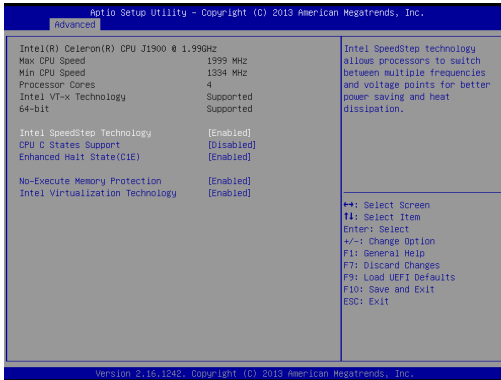 Aptio Setup Utility - Copyright (C) 2013 American Megatrends, Inc.
Advanced
Intel(R) Celeron(R) CPU J1900 @ 1.99GHz
Max CPU Speed 1999 MHz
Min CPU Speed 1334 MHz
Processor Cores 4
Intel VT-x Technology Supported
64-bit Supported
Intel SpeedStep Technology [Enabled]
CPU C States Support [Disabled]
Enhanced Halt State(C1E) [Enabled]
No-Execute Memory Protection [Enabled]
Intel Virtualization Technology [Enabled]
Intel SpeedStep technology
allows processors to switch
between multiple frequencies
and voltage points for better
power saving and heat
dissipation.
↔: Select Screen
↑↓: Select Item
Enter: Select
+/-: Change Option
F1: General Help
F7: Discard Changes
F9: Load UEFI Defaults
F10: Save and Exit
ESC: Exit
Version 2.16.1242. Copyright (C) 2013 American Megatrends, Inc.